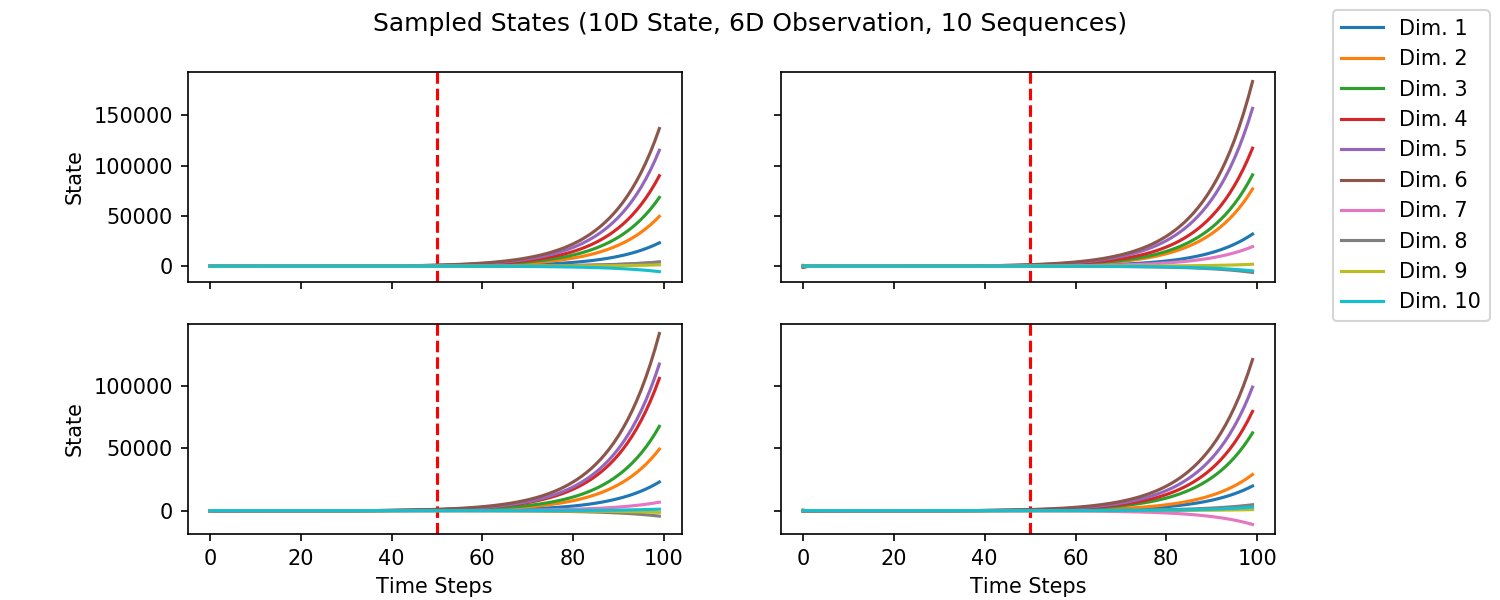 Sampled States (10D State, 6D Observation, 10 Sequences)
Dim. 1
Dim. 2
Dim. 3
Dim. 4
Dim. 5
Dim. 6
Dim. 7
Dim. 8
Dim. 9
Dim. 10
State
150000
100000
50000
0
State
100000
50000
0
0 20 40 60 80 100
0 20 40 60 80 100
Time Steps
Time Steps